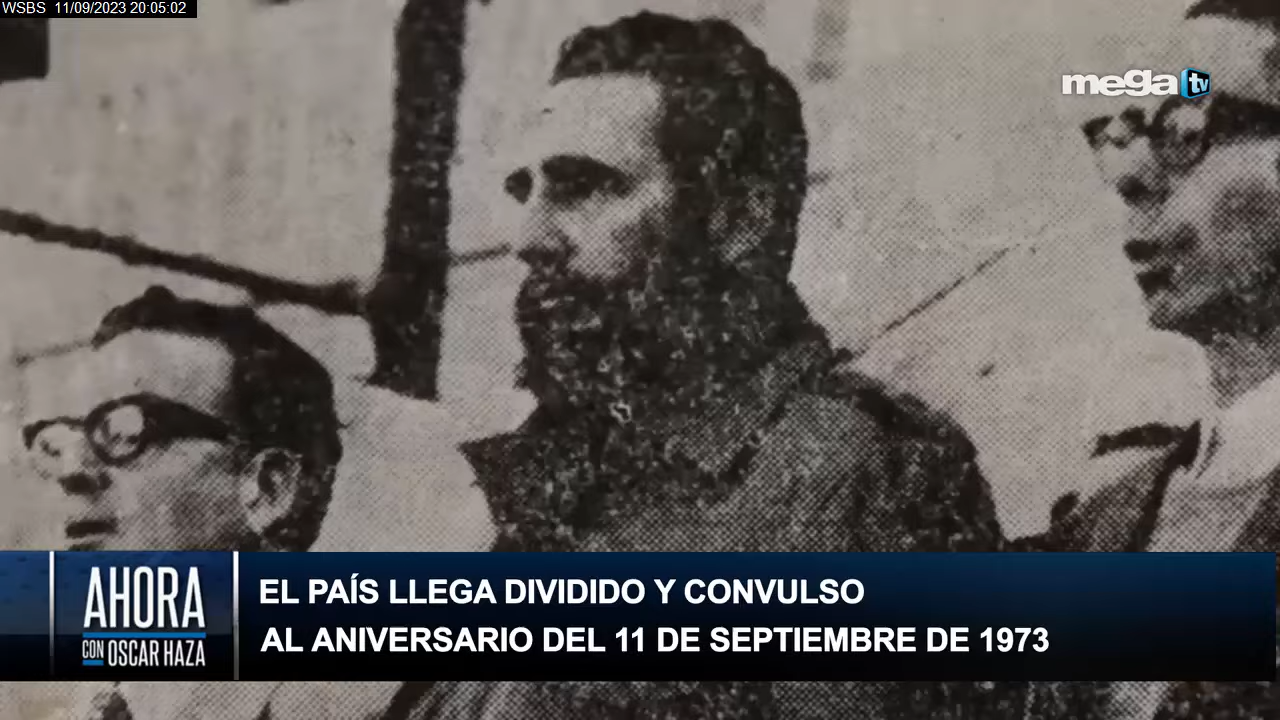 WSBS 11/09/2023 20:05:02
mega tv
AHORA
CON OSCAR HAZA
EL PAÍS LLEGA DIVIDIDO Y CONVULSO
AL ANIVERSARIO DEL 11 DE SEPTIEMBRE DE 1973